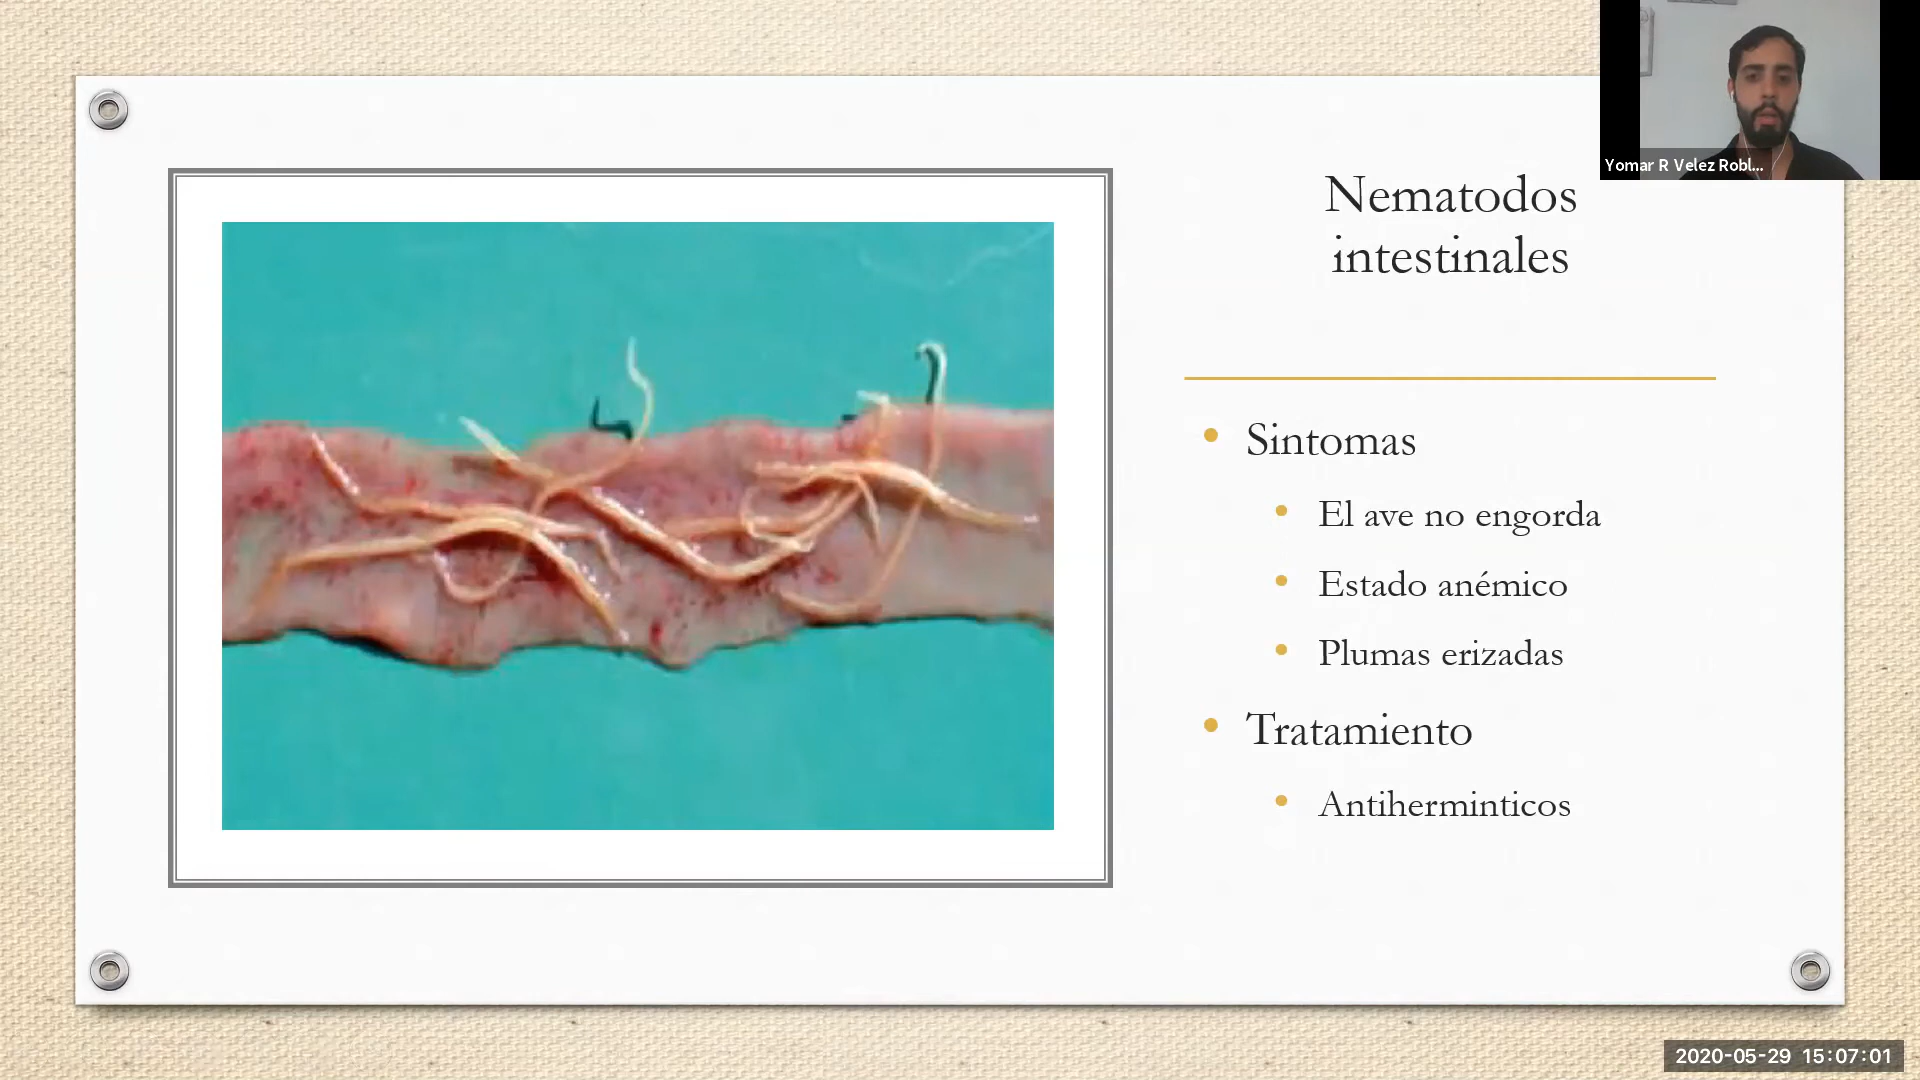 Yomar R Velez Robl...
Nematodos
intestinales
Sintomas
El ave no engorda
Estado anémico
Plumas erizadas
Tratamiento
Antiherminticos
2020-05-29 15:07:01